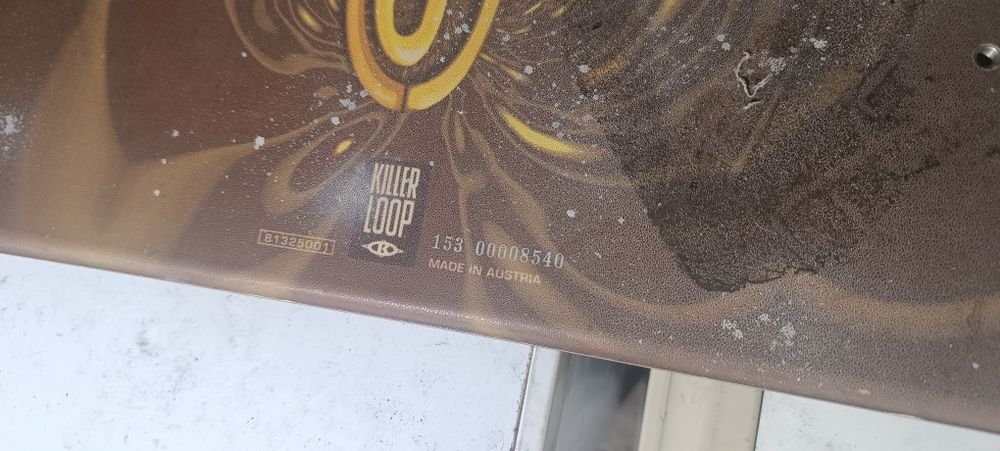 KILLER
LOOP
81325001
153 00008540
MADE IN AUSTRIA